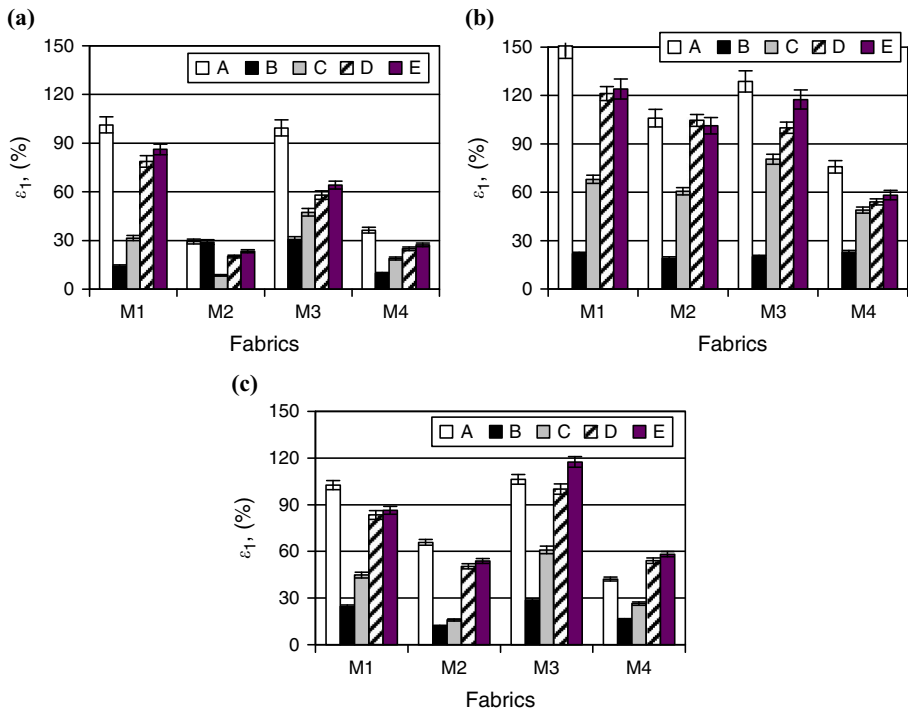 (a)
150
120
90
60
30
0
ε1, (%)
A B C D E
M1 M2 M3 M4
Fabrics
(b)
150
120
90
60
30
0
ε1, (%)
A B C D E
M1 M2 M3 M4
Fabrics
(c)
150
120
90
60
30
0
ε1, (%)
A B C D E
M1 M2 M3 M4
Fabrics